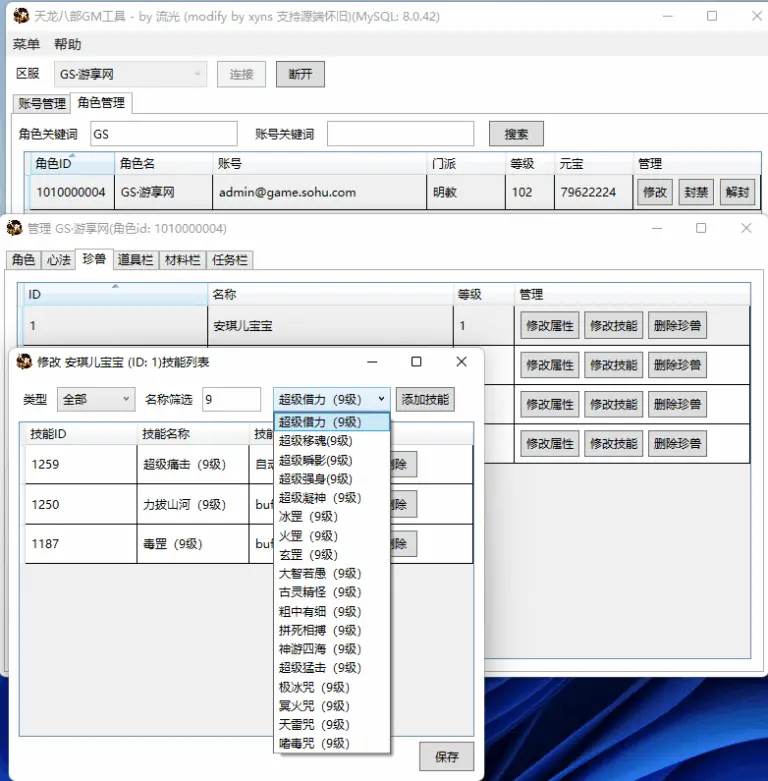 天龙八部GM工具 - by 流光 (modify by xyns 支持源端怀旧)(MySQL: 8.0.42)
菜单 帮助
区服 GS·游享网 连接 断开
账号管理 角色管理
角色关键词 GS 账号关键词 搜索
角色ID 角色名 账号 门派 等级 元宝 管理
1010000004 GS·游享网 admin@game.sohu.com 明教 102 79622224 修改 封禁 解封
管理 GS·游享网(角色id: 1010000004)
角色 心法 珍兽 道具栏 材料栏 任务栏
ID 名称 等级 管理
1 安琪儿宝宝 1 修改属性 修改技能 删除珍兽
修改属性 修改技能 删除珍兽
修改属性 修改技能 删除珍兽
修改属性 修改技能 删除珍兽
修改 安琪儿宝宝 (ID: 1)技能列表
类型 全部 名称筛选 9 超级借力（9级） 添加技能
技能ID 技能名称 技能
1259 超级痛击（9级） 自动 删除
1250 力拔山河（9级） buf 删除
1187 毒罡（9级） buf 删除
超级借力（9级）
超级移魂(9级)
超级瞬影(9级)
超级强身(9级)
超级凝神（9级）
冰罡（9级）
火罡（9级）
玄罡（9级）
大智若愚（9级）
古灵精怪（9级）
粗中有细（9级）
拼死相搏（9级）
神游四海（9级）
超级猛击（9级）
极冰咒（9级）
冥火咒（9级）
天雷咒（9级）
啫毒咒（9级）
保存